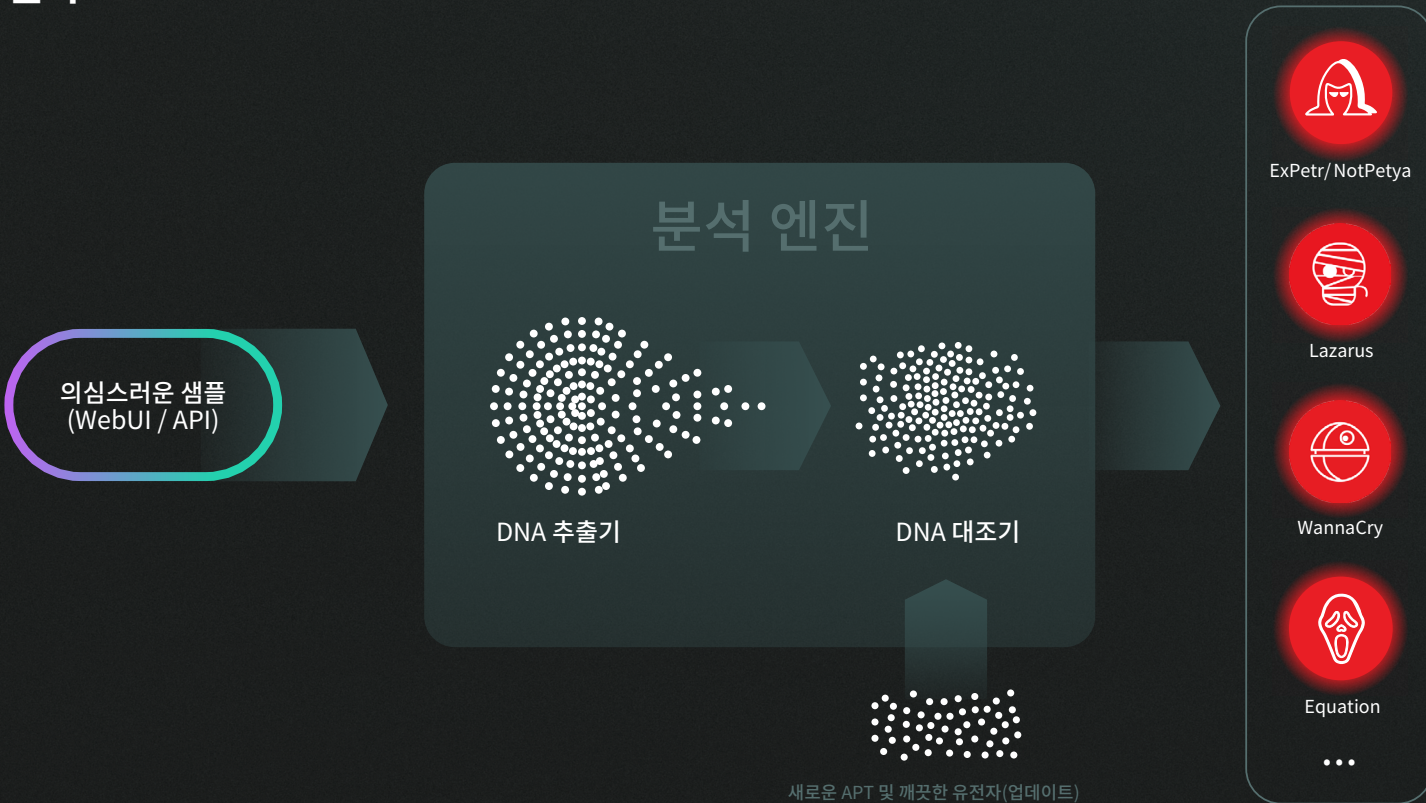 분석 엔진
의심스러운 샘플
(WebUI / API)
DNA 추출기
DNA 대조기
새로운 APT 및 깨끗한 유전자(업데이트)
ExPetr/NotPetya
Lazarus
WannaCry
Equation
...